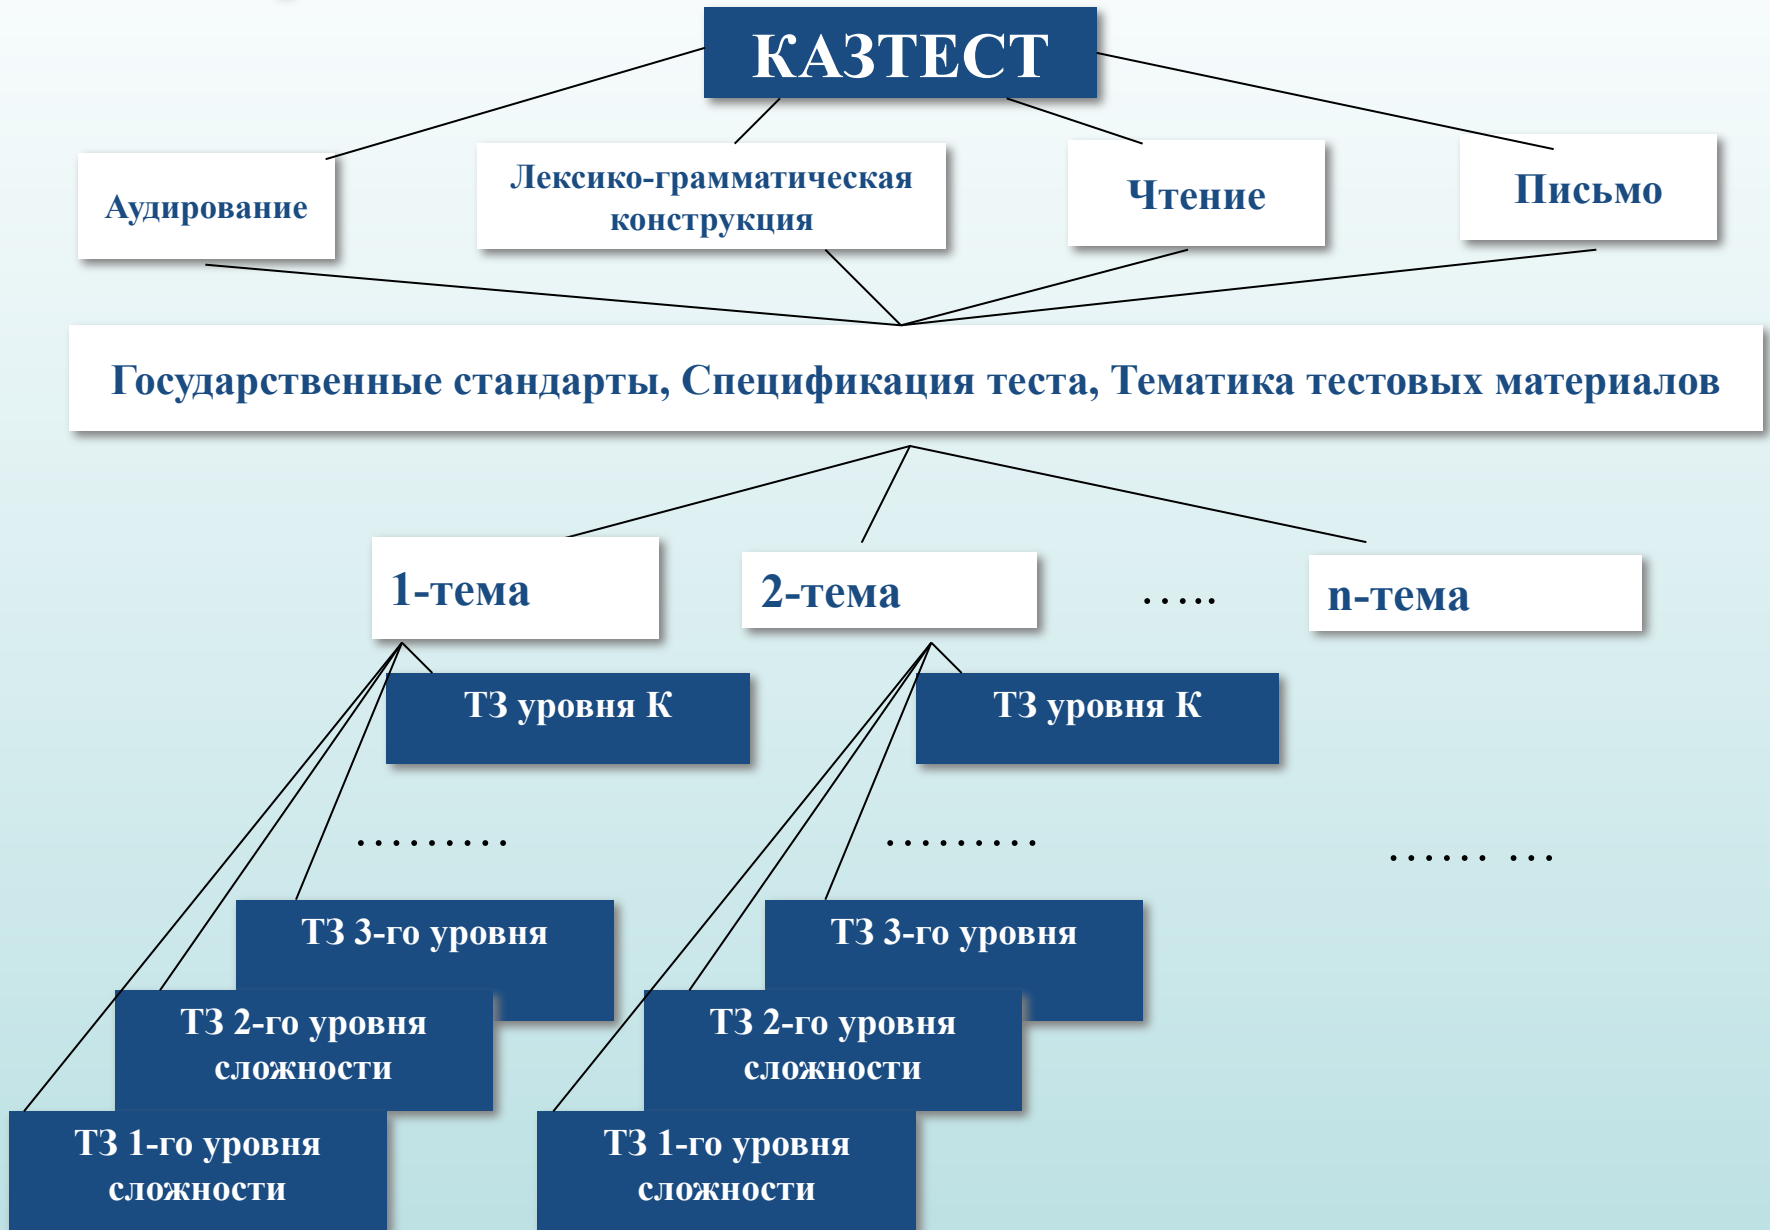 КАЗТЕСТ
Аудирование
Лексико-грамматическая
конструкция
Чтение
Письмо
Государственные стандарты, Спецификация теста, Тематика тестовых материалов
1-тема
2-тема
…..
n-тема
ТЗ уровня К
ТЗ уровня К
………
………
…… …
ТЗ 3-го уровня
ТЗ 3-го уровня
ТЗ 2-го уровня
сложности
ТЗ 2-го уровня
сложности
ТЗ 1-го уровня
сложности
ТЗ 1-го уровня
сложности